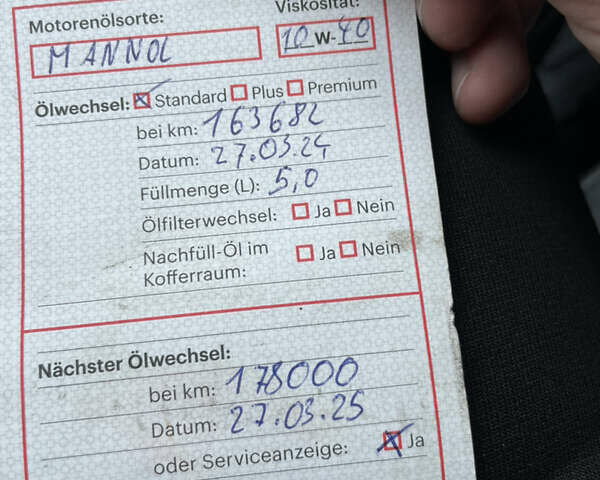 Motorenölsorte: Viskosität:
MANNOL 10 W-40
Ölwechsel: Standard Plus Premium
bei km: 163682
Datum: 27.03.24
Füllmenge (L): 5,0
Ölfilterwechsel: Ja Nein
Nachfüll-Öl im
Kofferraum: Ja Nein
Nächster Ölwechsel:
bei km: 178000
Datum: 27.03.25
oder Serviceanzeige: Ja